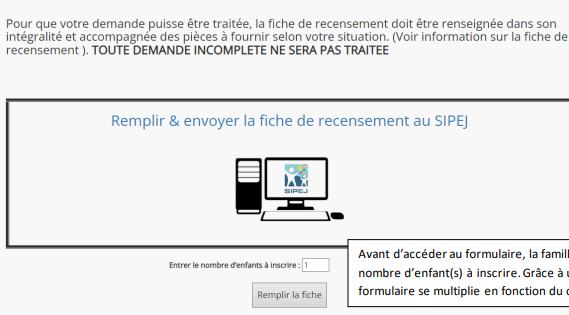 Pour que votre demande puisse être traitée, la fiche de recensement doit être renseignée dans son
intégralité et accompagnée des pièces à fournir selon votre situation. (Voir information sur la fiche de
recensement ). TOUTE DEMANDE INCOMPLETE NE SERA PAS TRAITEE
Remplir & envoyer la fiche de recensement au SIPEJ
SIPEJ
Entrer le nombre d'enfants à inscrire : 1
Remplir la fiche
Avant d'accéder au formulaire, la famill
nombre d'enfant(s) à inscrire. Grâce à
formulaire se multiplie en fonction du